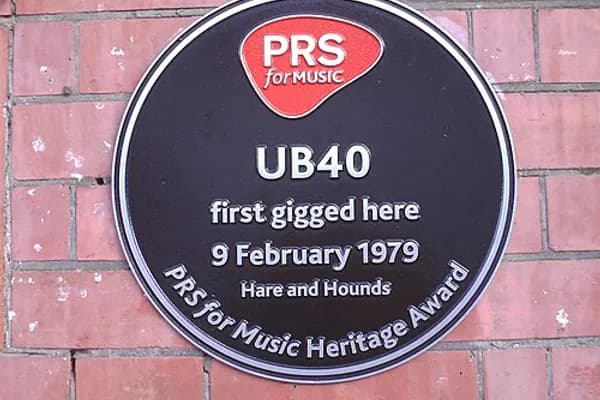 PRS
for MUSIC
UB40
first gigged here
9 February 1979
Hare and Hounds
PRS for Music Heritage Award